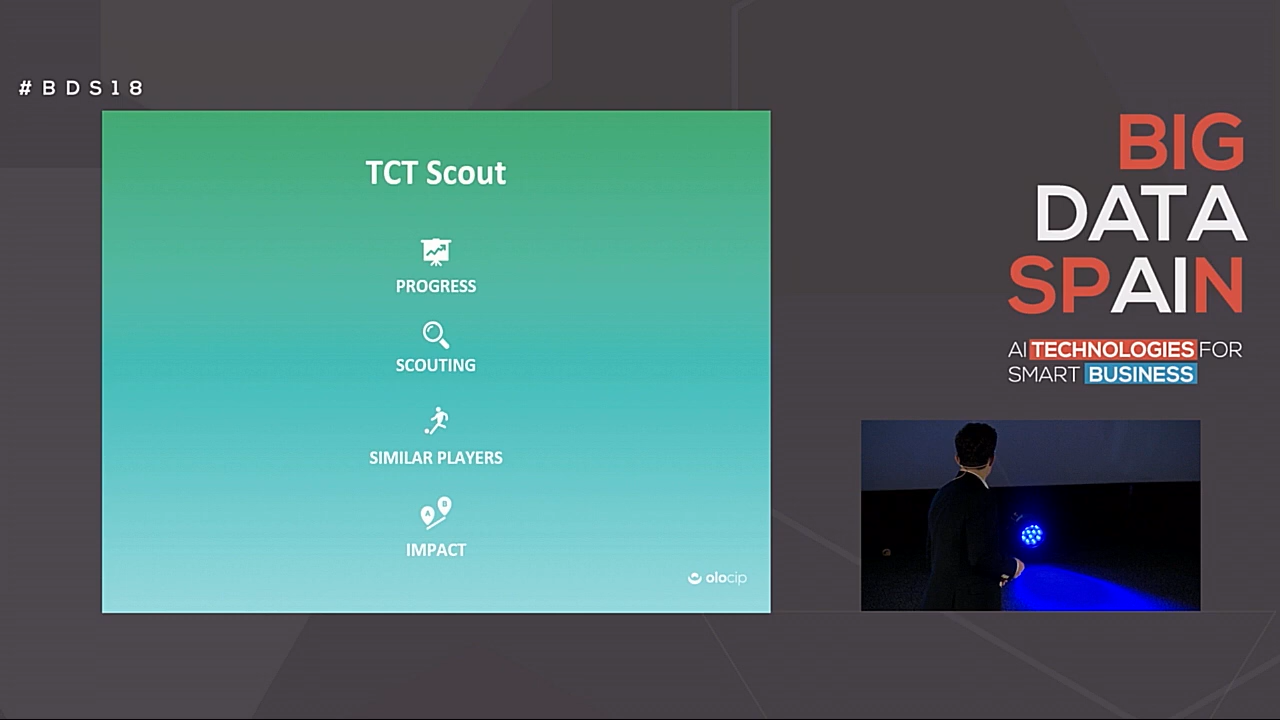 #BDS18
TCT Scout
PROGRESS
SCOUTING
SIMILAR PLAYERS
A B
IMPACT
olocip
BIG
DATA
SPAIN
AI TECHNOLOGIES FOR
SMART BUSINESS